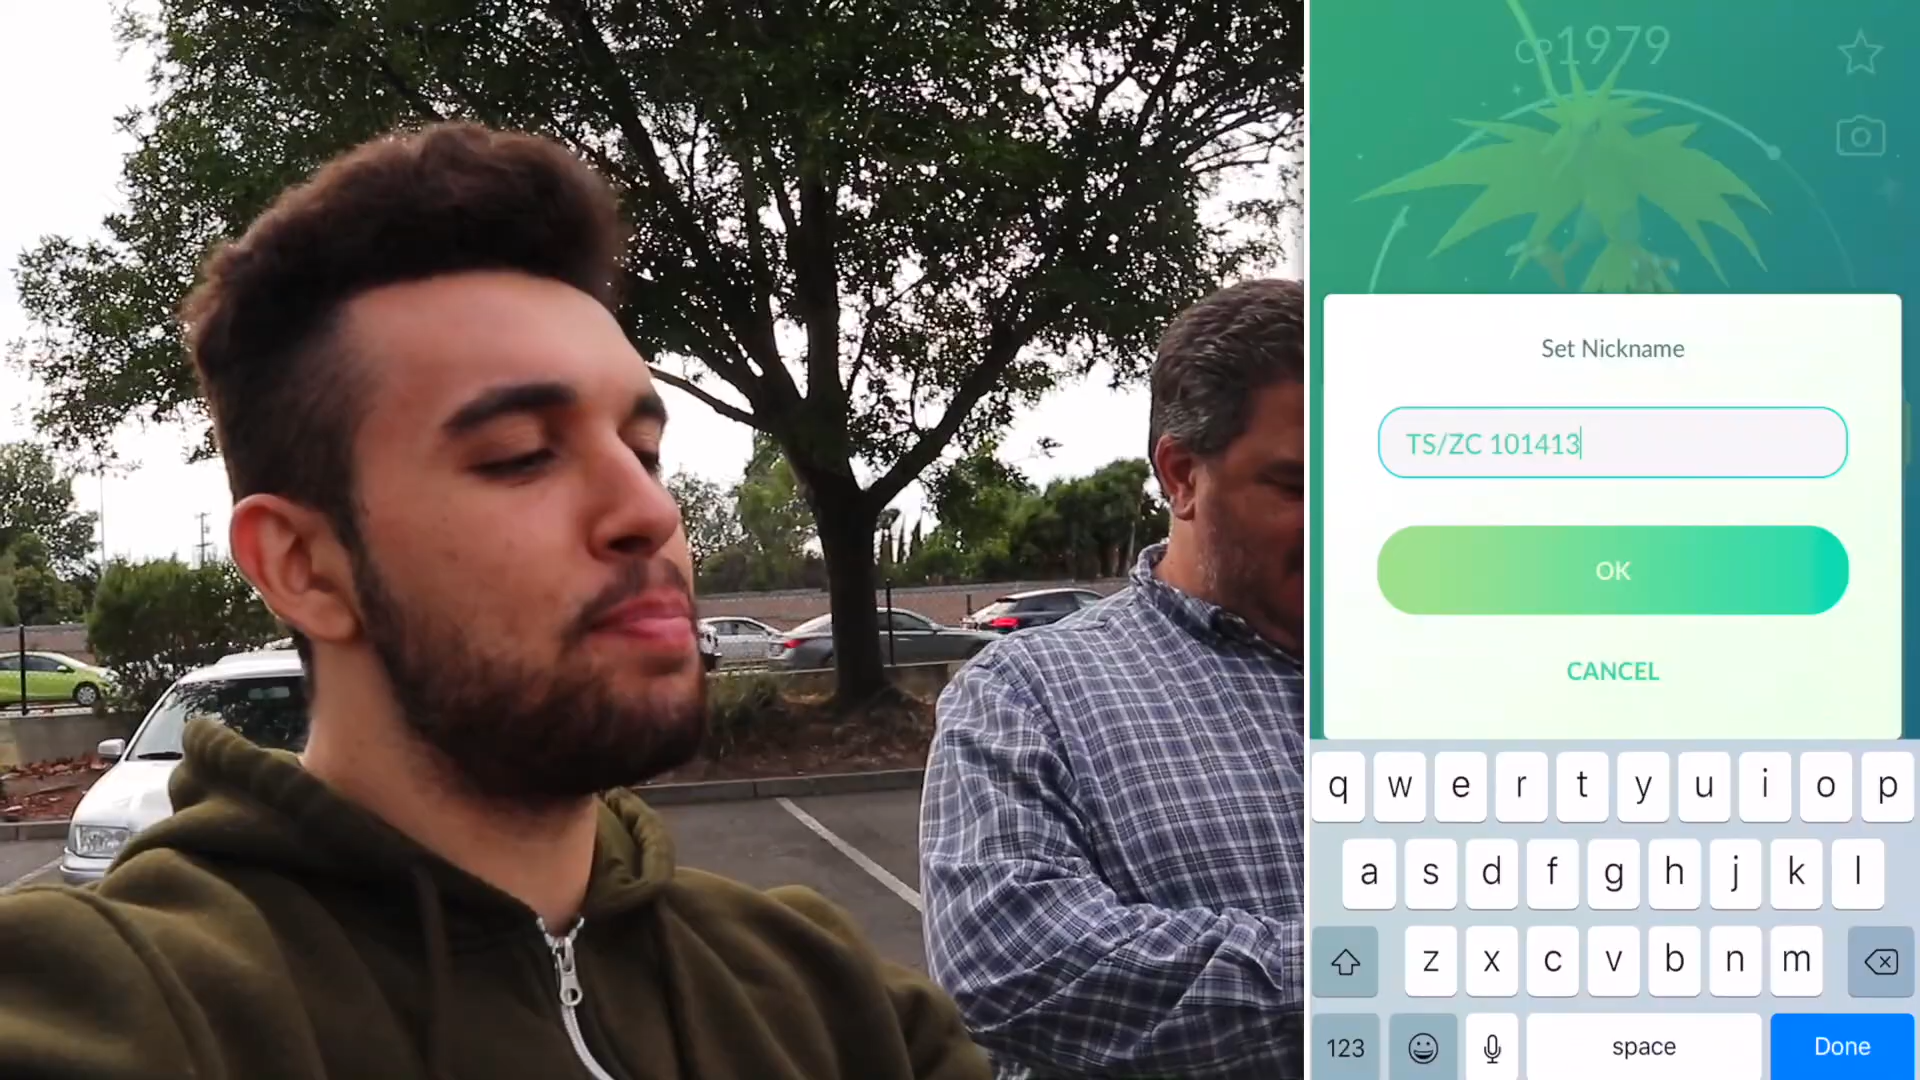 CP1979
Set Nickname
TS/ZC 101413
OK
CANCEL
q w e r t y u i o p
a s d f g h j k l
z x c v b n m
123 space Done